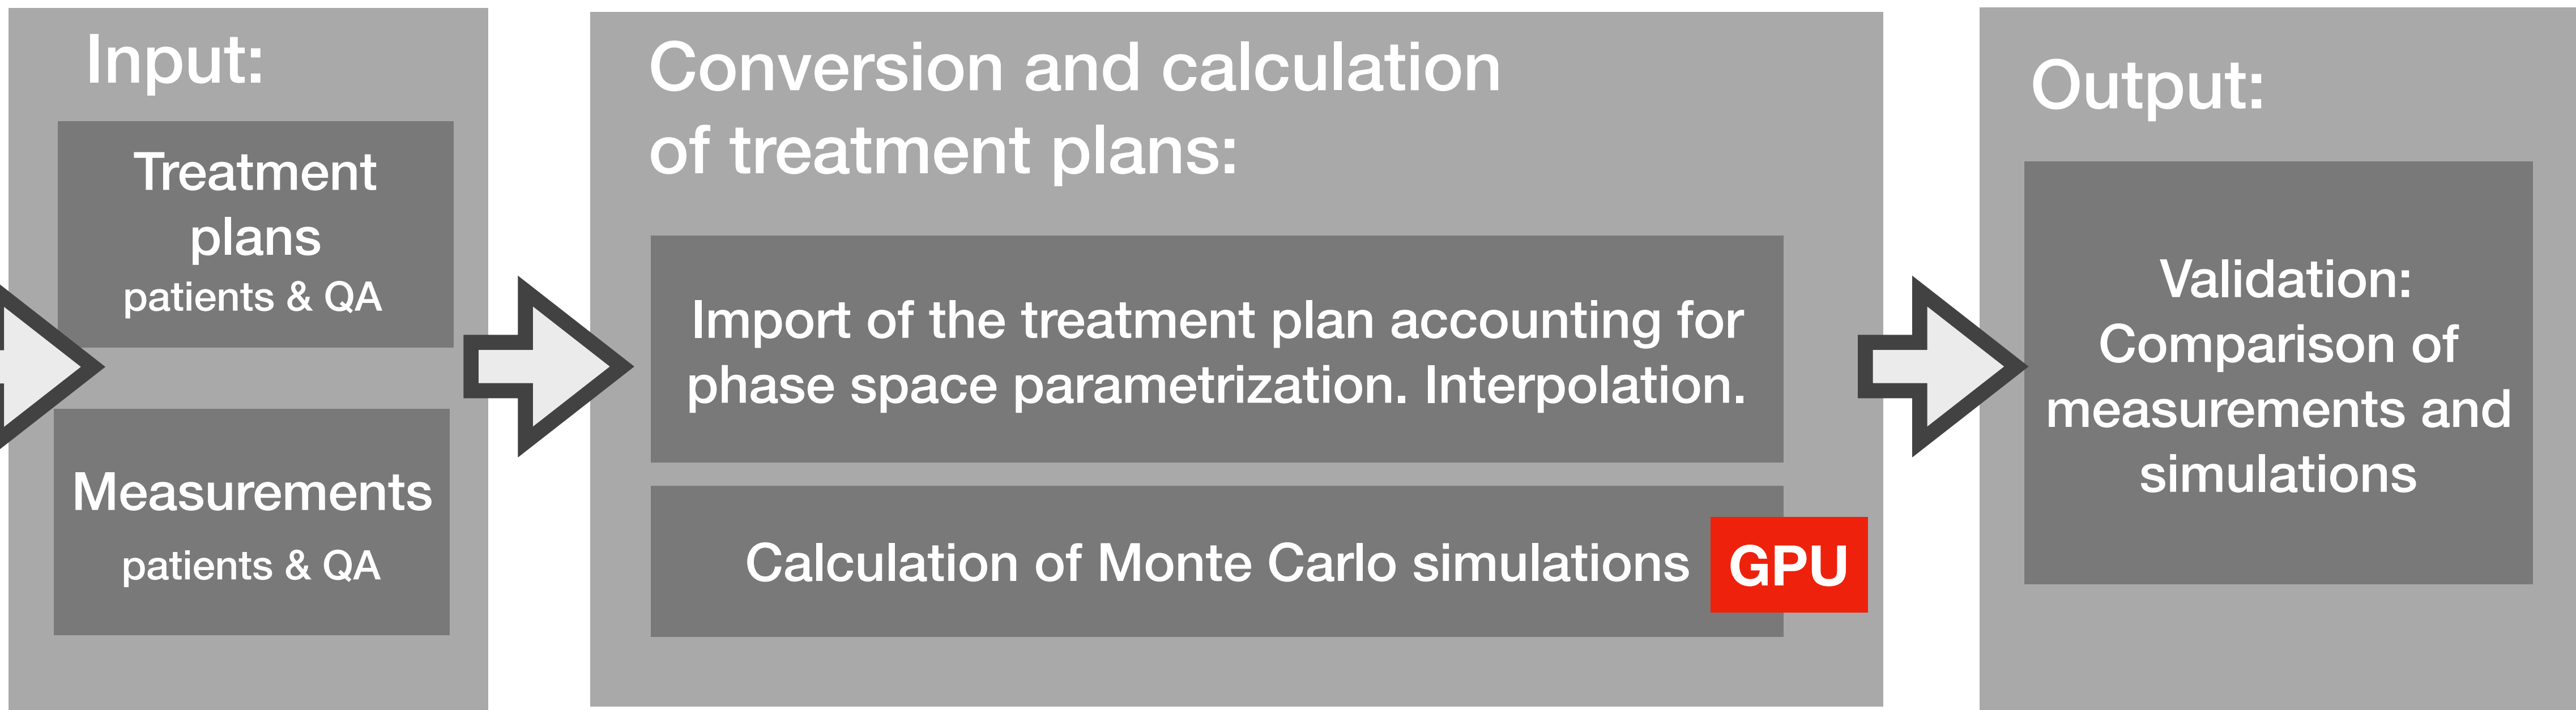 Input:
Treatment
plans
patients & QA
Measurements
patients & QA
Conversion and calculation
of treatment plans:
Import of the treatment plan accounting for
phase space parametrization. Interpolation.
Calculation of Monte Carlo simulations
GPU
Output:
Validation:
Comparison of
measurements and
simulations